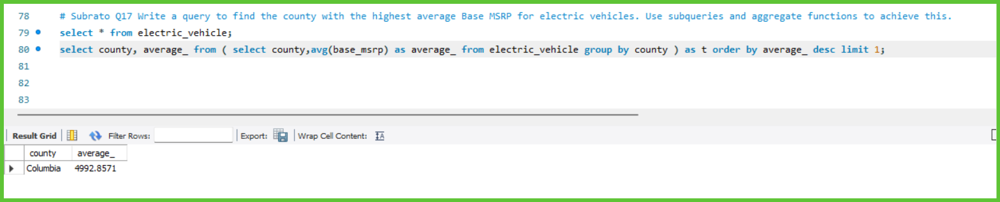 78 # Subrato Q17 Write a query to find the county with the highest average Base MSRP for electric vehicles. Use subqueries and aggregate functions to achieve this.
79 select * from electric_vehicle;
80 select county, average_ from ( select county,avg(base_msrp) as average_ from electric_vehicle group by county ) as t order by average_ desc limit 1;
81
82
83
Result Grid Filter Rows: Export: Wrap Cell Content: IA
county average_
Columbia 4992.8571